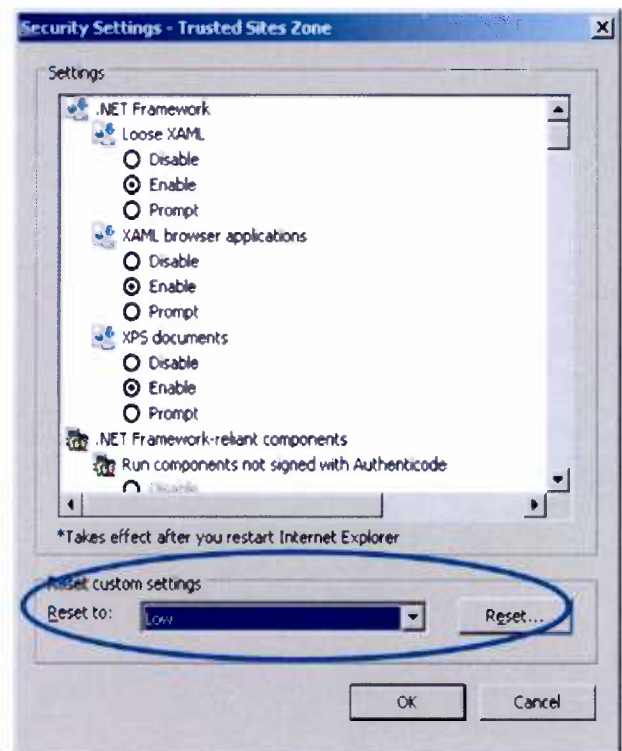 Security Settings - Trusted Sites Zone
Settings
.NET Framework
Loose XAML
Disable
Enable
Prompt
XAML browser applications
Disable
Enable
Prompt
XPS documents
Disable
Enable
Prompt
.NET Framework-reliant components
Run components not signed with Authenticode
Disable
*Takes effect after you restart Internet Explorer
Reset custom settings
Reset to:
Low
Reset...
OK
Cancel